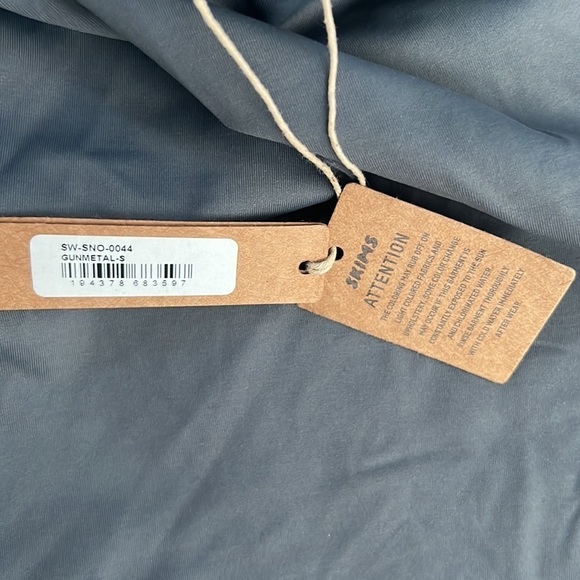 SW-SNO-0044
GUNMETAL-S
194378 683597
SKIMS
ATTENTION
THE COLORING MAY RUB OFF ON
LIGHT COLORED FABRICS AND
UPHOLSTERY. SOME COLOR CHANGE
MAY OCCUR IF THIS GARMENT IS
CONSTANTLY EXPOSED TO THE SUN
AND CHLORINATED WATER.
RINSE GARMENT THOROUGHLY
WITH COLD WATER IMMEDIATELY
AFTER WEAR.